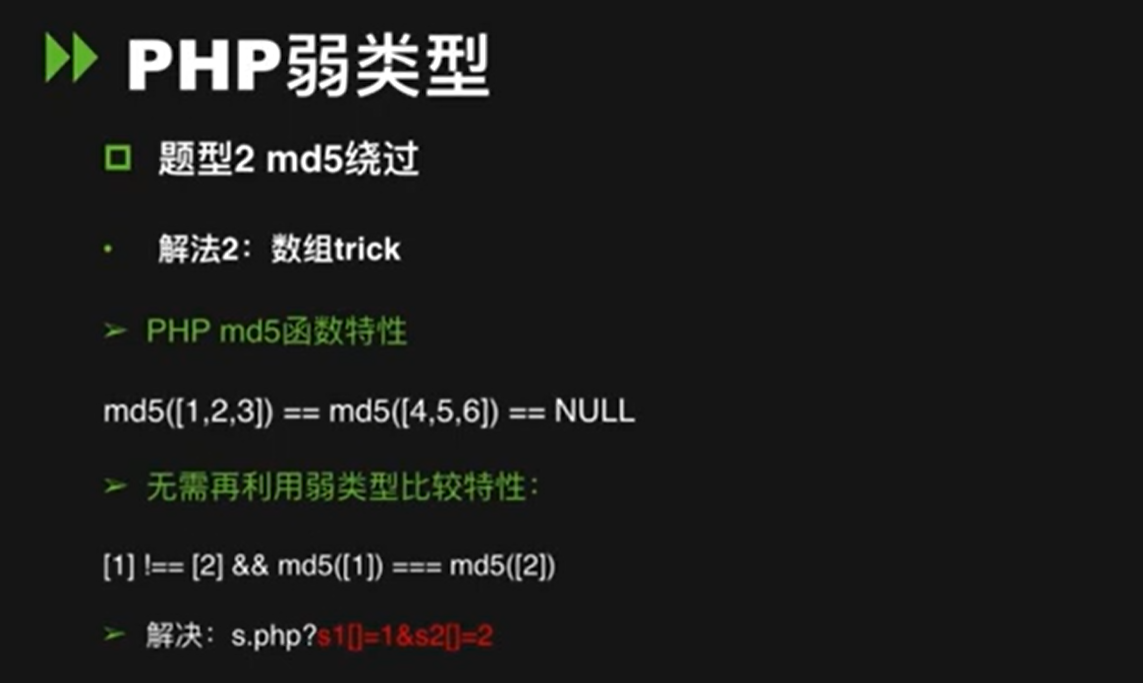 PHP弱类型
题型2 md5绕过
解法2：数组trick
PHP md5函数特性
md5([1,2,3]) == md5([4,5,6]) == NULL
无需再利用弱类型比较特性：
[1] !== [2] && md5([1]) === md5([2])
解决：s.php?s1[]=1&s2[]=2